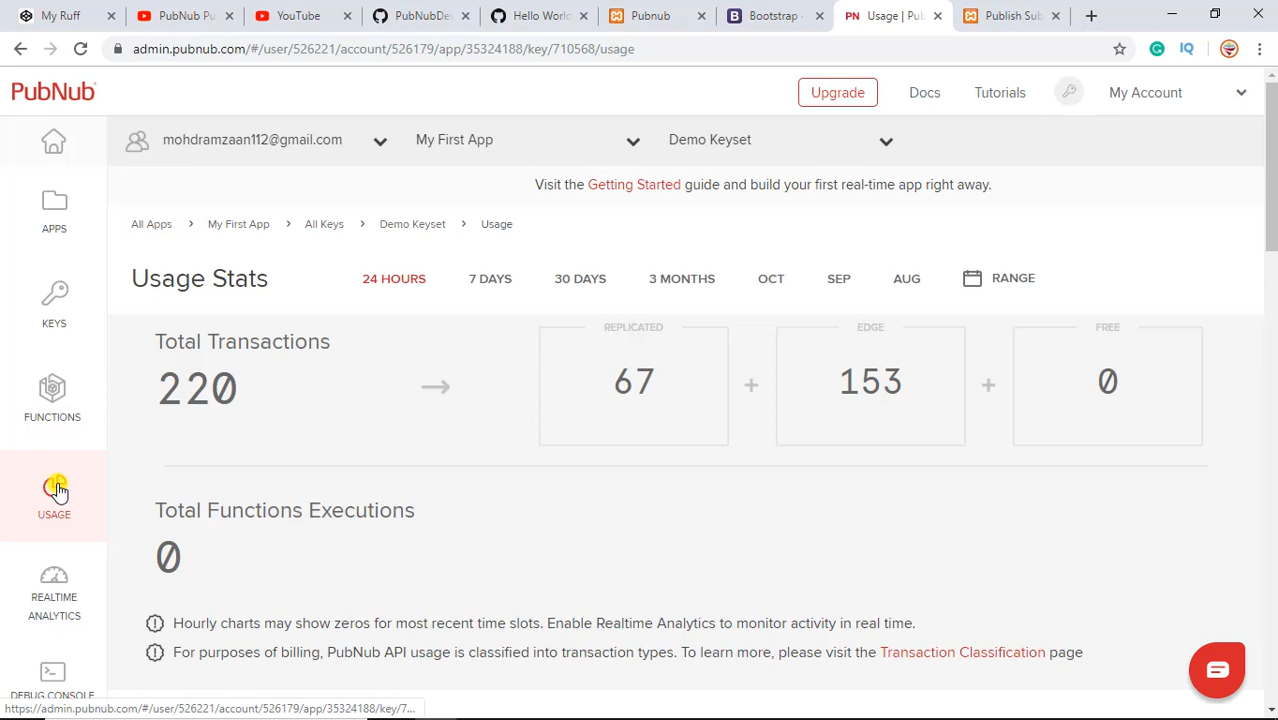 My Ruff
PubNub Pu
YouTube
PubNubDe
Hello World
Pubnub
Bootstrap
PN Usage | Pub
Publish Sub
admin.pubnub.com/#/user/526221/account/526179/app/35324188/key/710568/usage
PubNub
Upgrade
Docs
Tutorials
My Account
mohdramzaan112@gmail.com
My First App
Demo Keyset
Visit the Getting Started guide and build your first real-time app right away.
APPS
All Apps > My First App > All Keys > Demo Keyset > Usage
Usage Stats
24 HOURS
7 DAYS
30 DAYS
3 MONTHS
OCT
SEP
AUG
RANGE
KEYS
Total Transactions
220
REPLICATED
67
+
EDGE
153
+
FREE
0
FUNCTIONS
USAGE
Total Functions Executions
0
REALTIME
ANALYTICS
Hourly charts may show zeros for most recent time slots. Enable Realtime Analytics to monitor activity in real time.
For purposes of billing, PubNub API usage is classified into transaction types. To learn more, please visit the Transaction Classification page
DEBUG CONSOLE
https://admin.pubnub.com/#/user/526221/account/526179/app/35324188/key/7...